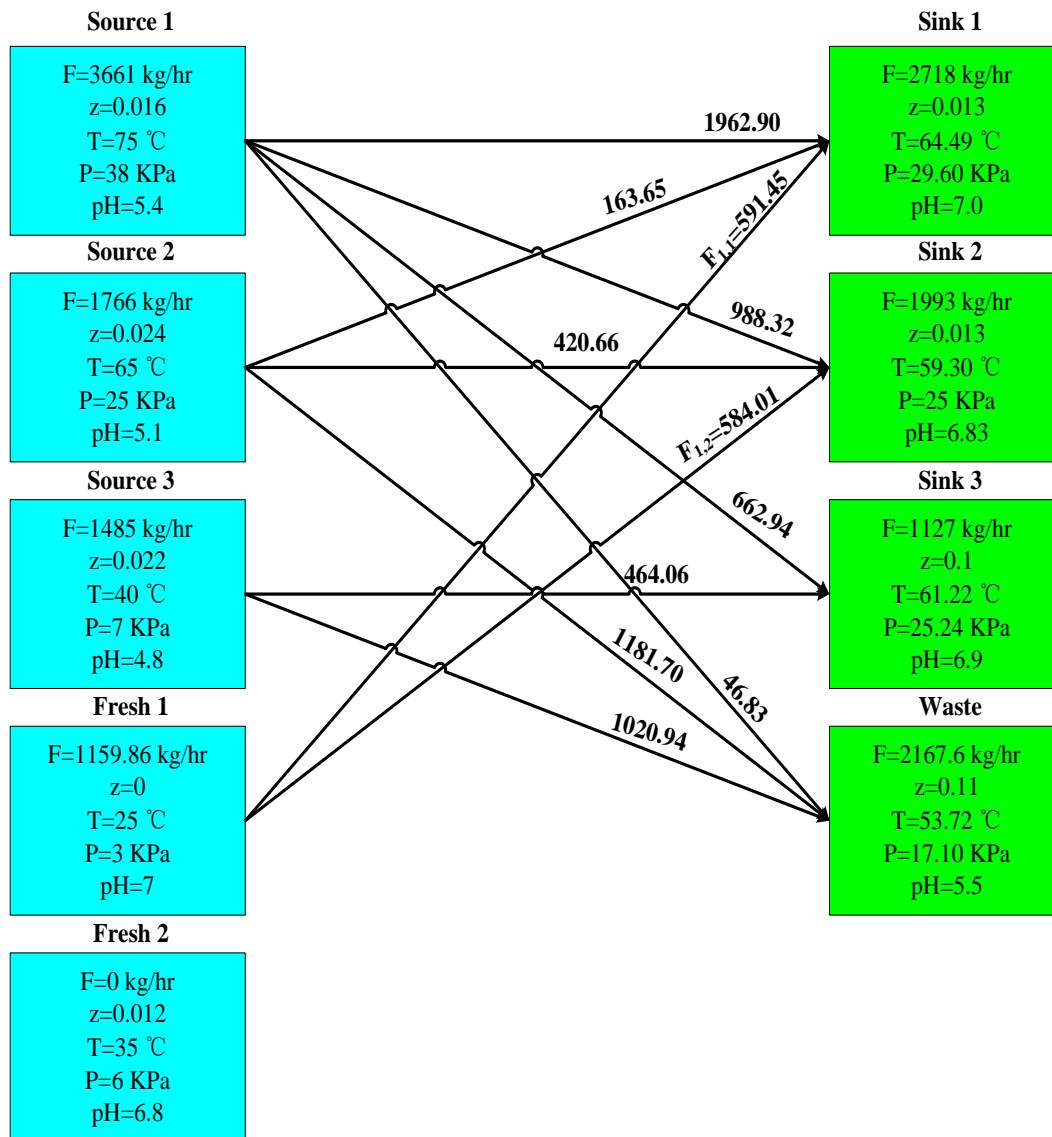 Source 1
F=3661 kg/hr
z=0.016
T=75 ℃
P=38 KPa
pH=5.4
Source 2
F=1766 kg/hr
z=0.024
T=65 ℃
P=25 KPa
pH=5.1
Source 3
F=1485 kg/hr
z=0.022
T=40 ℃
P=7 KPa
pH=4.8
Fresh 1
F=1159.86 kg/hr
z=0
T=25 ℃
P=3 KPa
pH=7
Fresh 2
F=0 kg/hr
z=0.012
T=35 ℃
P=6 KPa
pH=6.8
1962.90
163.65
F1,1=591.45
988.32
420.66
F1,2=584.01
662.94
464.06
1181.70
46.83
1020.94
Sink 1
F=2718 kg/hr
z=0.013
T=64.49 ℃
P=29.60 KPa
pH=7.0
Sink 2
F=1993 kg/hr
z=0.013
T=59.30 ℃
P=25 KPa
pH=6.83
Sink 3
F=1127 kg/hr
z=0.1
T=61.22 ℃
P=25.24 KPa
pH=6.9
Waste
F=2167.6 kg/hr
z=0.11
T=53.72 ℃
P=17.10 KPa
pH=5.5